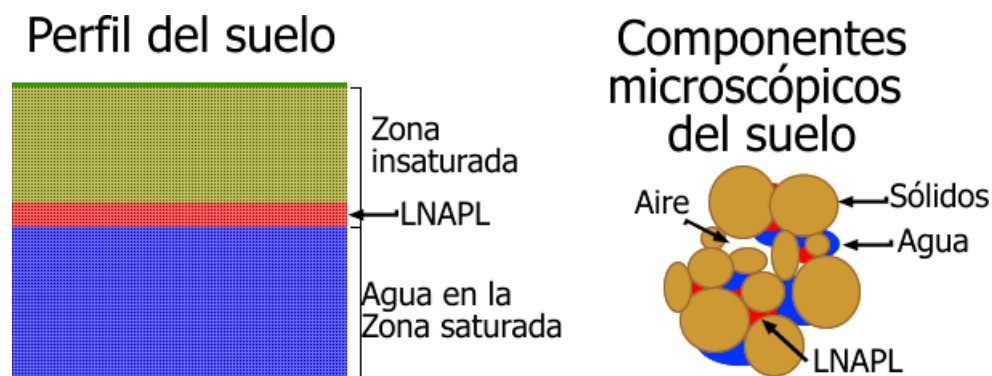 Perfil del suelo
Zona
insaturada
LNAPL
Agua en la
Zona saturada
Componentes
microscópicos
del suelo
Aire
Sólidos
Agua
LNAPL